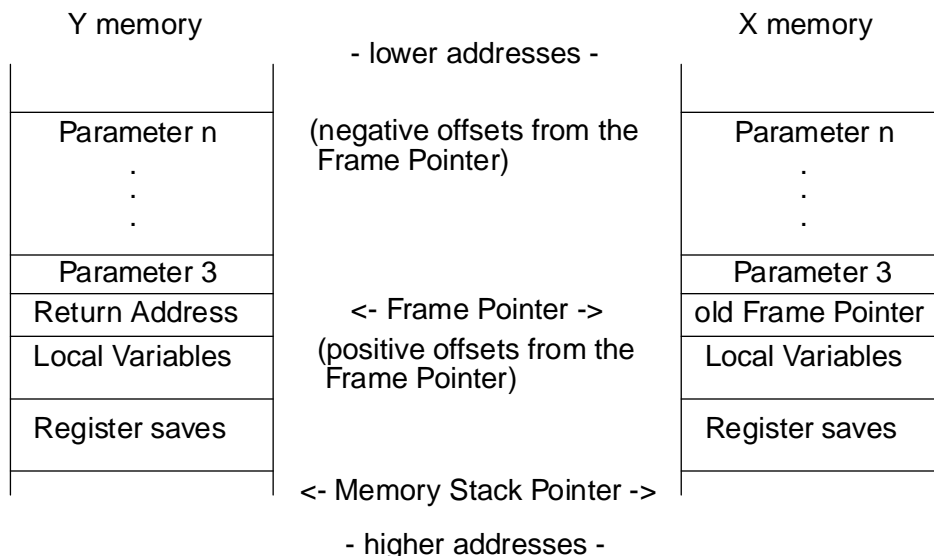 Y memory
X memory
- lower addresses -
Parameter n
(negative offsets from the
Frame Pointer)
Parameter n
.
.
.
.
.
.
Parameter 3
Parameter 3
Return Address
<- Frame Pointer ->
old Frame Pointer
Local Variables
(positive offsets from the
Frame Pointer)
Local Variables
Register saves
Register saves
<- Memory Stack Pointer ->
- higher addresses -